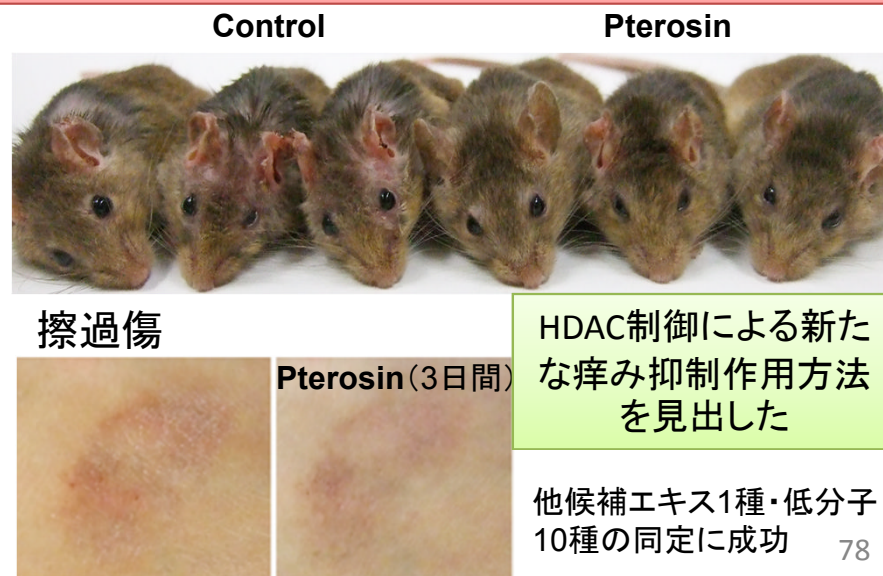 Control
Pterosin
擦過傷
Pterosin(3日間)
HDAC制御による新た
な痒み抑制作用方法
を見出した
他候補エキス1種・低分子
10種の同定に成功
78